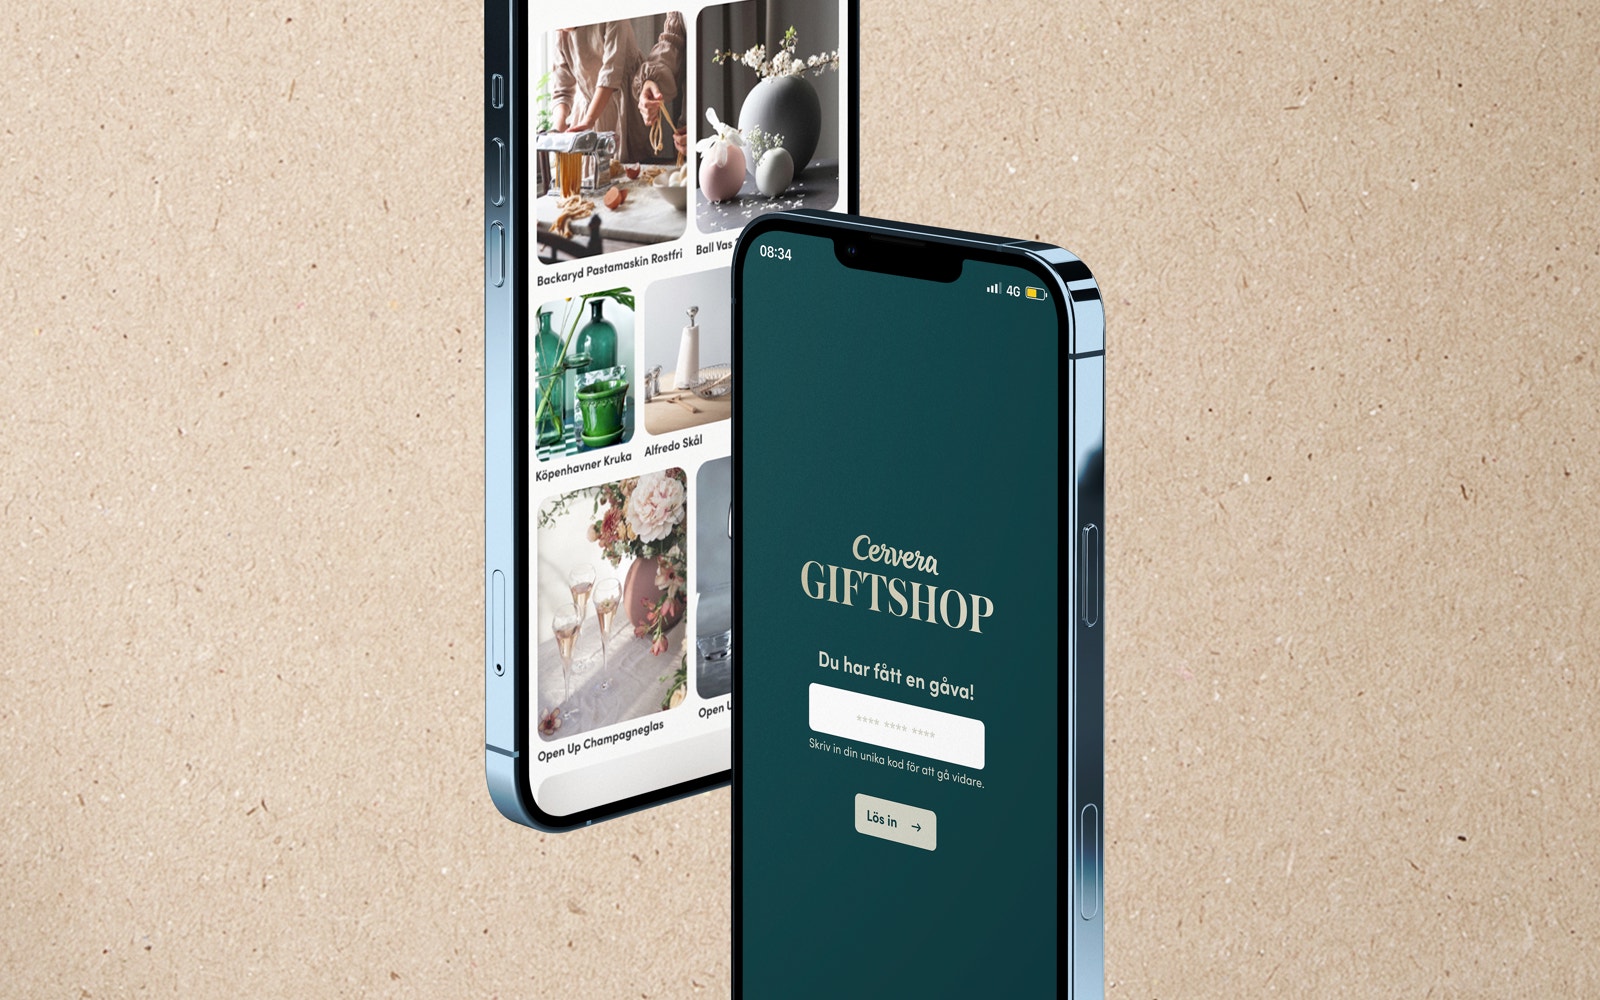 Backaryd Pastamaskin Rostfri
Ball Vas
Köpenhavner Kruka
Alfredo Skål
Open Up Champagneglas
Open
08:34
4G
Cervera
GIFTSHOP
Du har fått en gåva!
**** **** ****
Skriv in din unika kod för att gå vidare.
Lös in →